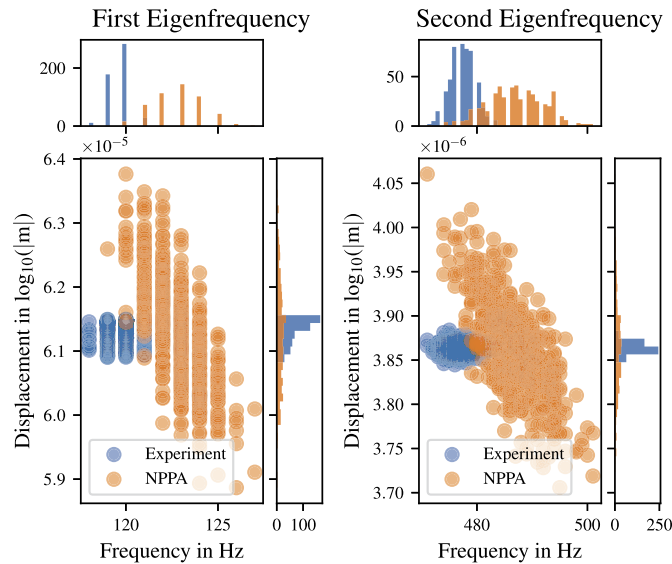 First Eigenfrequency
Second Eigenfrequency
200
0
50
0
×10⁻⁵
×10⁻⁶
6.4
6.3
6.2
6.1
6.0
5.9
4.05
4.00
3.95
3.90
3.85
3.80
3.75
3.70
Displacement in log₁₀(|m|)
Displacement in log₁₀(|m|)
Experiment
NPPA
Experiment
NPPA
120
125
0
100
480
500
0
250
Frequency in Hz
Frequency in Hz